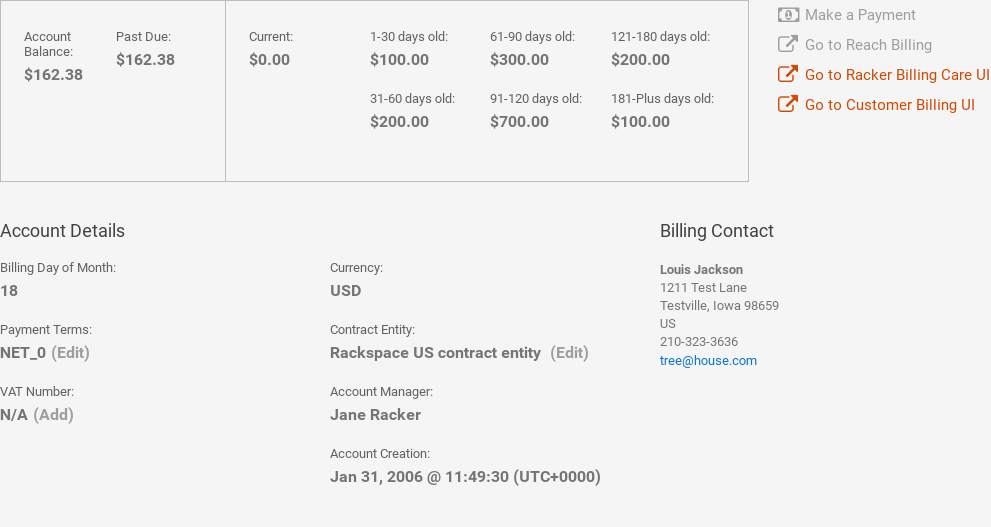 Account Balance:
$162.38
Past Due:
$162.38
Current:
$0.00
1-30 days old:
$100.00
61-90 days old:
$300.00
121-180 days old:
$200.00
31-60 days old:
$200.00
91-120 days old:
$700.00
181-Plus days old:
$100.00
Make a Payment
Go to Reach Billing
Go to Racker Billing Care UI
Go to Customer Billing UI
Account Details
Billing Day of Month:
18
Payment Terms:
NET_0 (Edit)
VAT Number:
N/A (Add)
Currency:
USD
Contract Entity:
Rackspace US contract entity (Edit)
Account Manager:
Jane Racker
Account Creation:
Jan 31, 2006 @ 11:49:30 (UTC+0000)
Billing Contact
Louis Jackson
1211 Test Lane
Testville, Iowa 98659
US
210-323-3636
tree@house.com